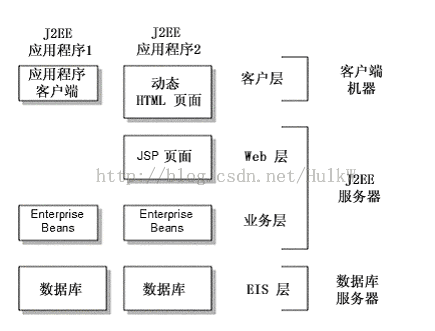 J2EE J2EE
应用程序1 应用程序2
应用程序 客户端
客户端 动态 客户层 机器
HTML 页面
JSP 页面 Web 层
http://blog.csdn.net/HulkW
J2EE
服务器
Enterprise Enterprise 业务层
Beans Beans
数据库 数据库 EIS 层 数据库
服务器